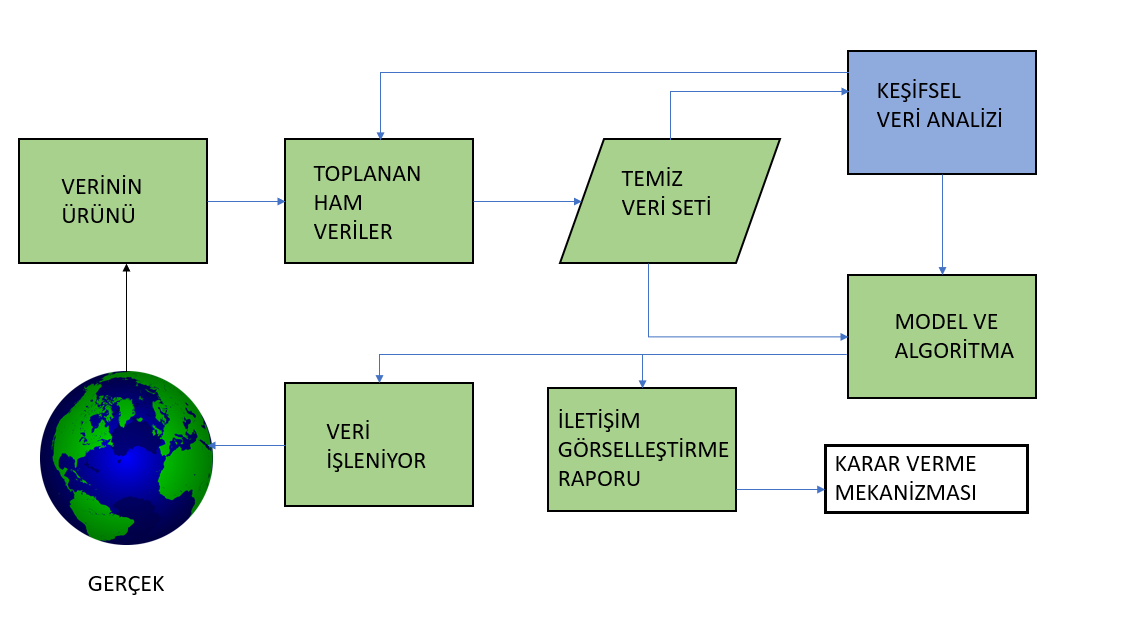 KEŞİFSEL
VERİ ANALİZİ
VERİNİN
ÜRÜNÜ
TOPLANAN
HAM
VERİLER
TEMİZ
VERİ SETİ
MODEL VE
ALGORİTMA
VERİ
İŞLENİYOR
İLETİŞİM
GÖRSELLEŞTİRME
RAPORU
KARAR VERME
MEKANİZMASI
GERÇEK